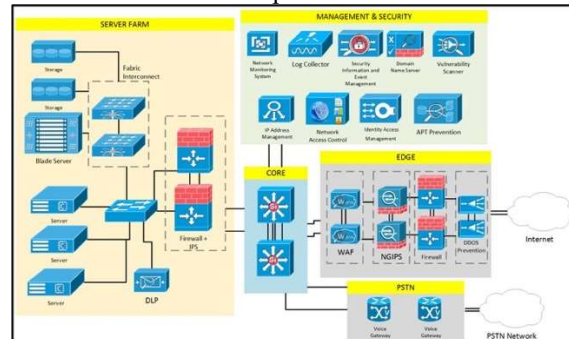 SERVER FARM
Storage
Fabric
Interconnect
Storage
Blade Server
Server
Server
Server
Firewall +
IPS
DLP
MANAGEMENT & SECURITY
Network
Monitoring
System
Log Collector
Security
Information and
Event
Management
Domain
Name Server
Vulnerability
Scanner
IP Address
Management
Network
Access Control
Identity Access
Management
APT Prevention
CORE
Si
Si
EDGE
WAF
NGIPS
Firewall
DDOS
Prevention
Internet
PSTN
Voice
Gateway
Voice
Gateway
PSTN Network